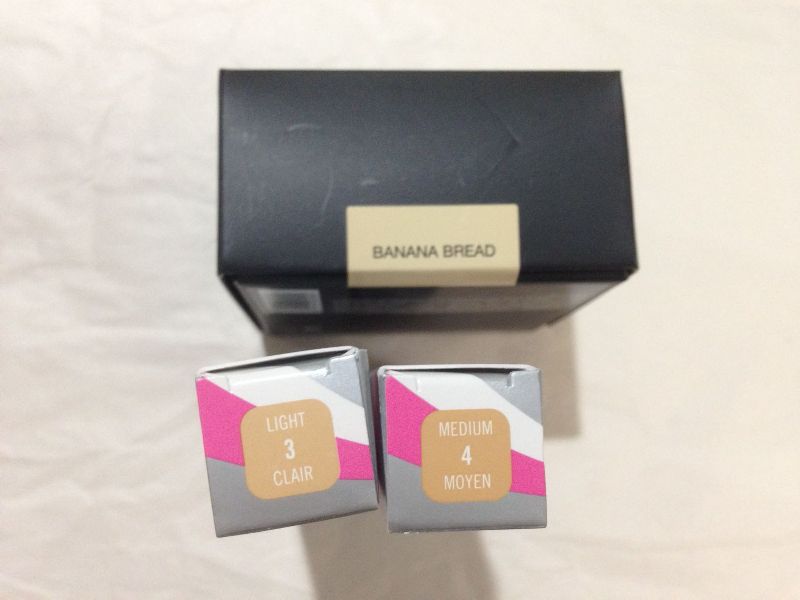 BANANA BREAD
LIGHT
3
CLAIR
MEDIUM
4
MOYEN